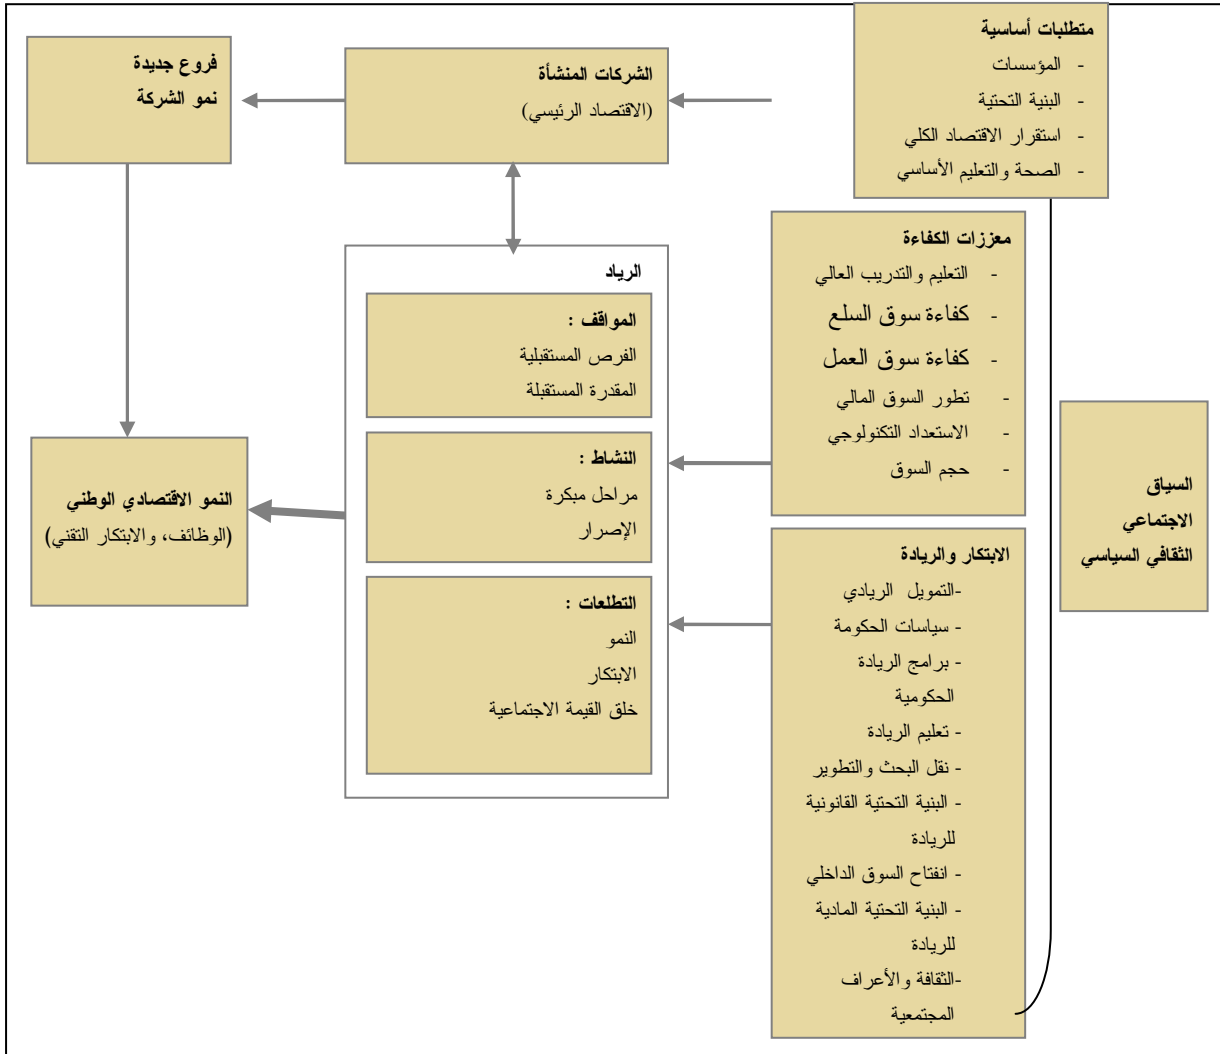 متطلبات أساسية
- المؤسسات
- البنية التحتية
- استقرار الاقتصاد الكلي
- الصحة والتعليم الأساسي
الشركات المنشأة
(الاقتصاد الرئيسي)
فروع جديدة
نمو الشركة
معززات الكفاءة
- التعليم والتدريب العالي
- كفاءة سوق السلع
- كفاءة سوق العمل
- تطور السوق المالي
- الاستعداد التكنولوجي
- حجم السوق
الرياد
المواقف :
الفرص المستقبلية
المقدرة المستقبلة
النشاط :
مراحل مبكرة
الإصرار
التطلعات :
النمو
الابتكار
خلق القيمة الاجتماعية
السياق
الاجتماعي
الثقافي السياسي
النمو الاقتصادي الوطني
(الوظائف، والابتكار التقني)
الابتكار والريادة
-التمويل الريادي
- سياسات الحكومة
- برامج الريادة
الحكومية
- تعليم الريادة
- نقل البحث والتطوير
- البنية التحتية القانونية
للريادة
- انفتاح السوق الداخلي
- البنية التحتية المادية
للريادة
-الثقافة والأعراف
المجتمعية